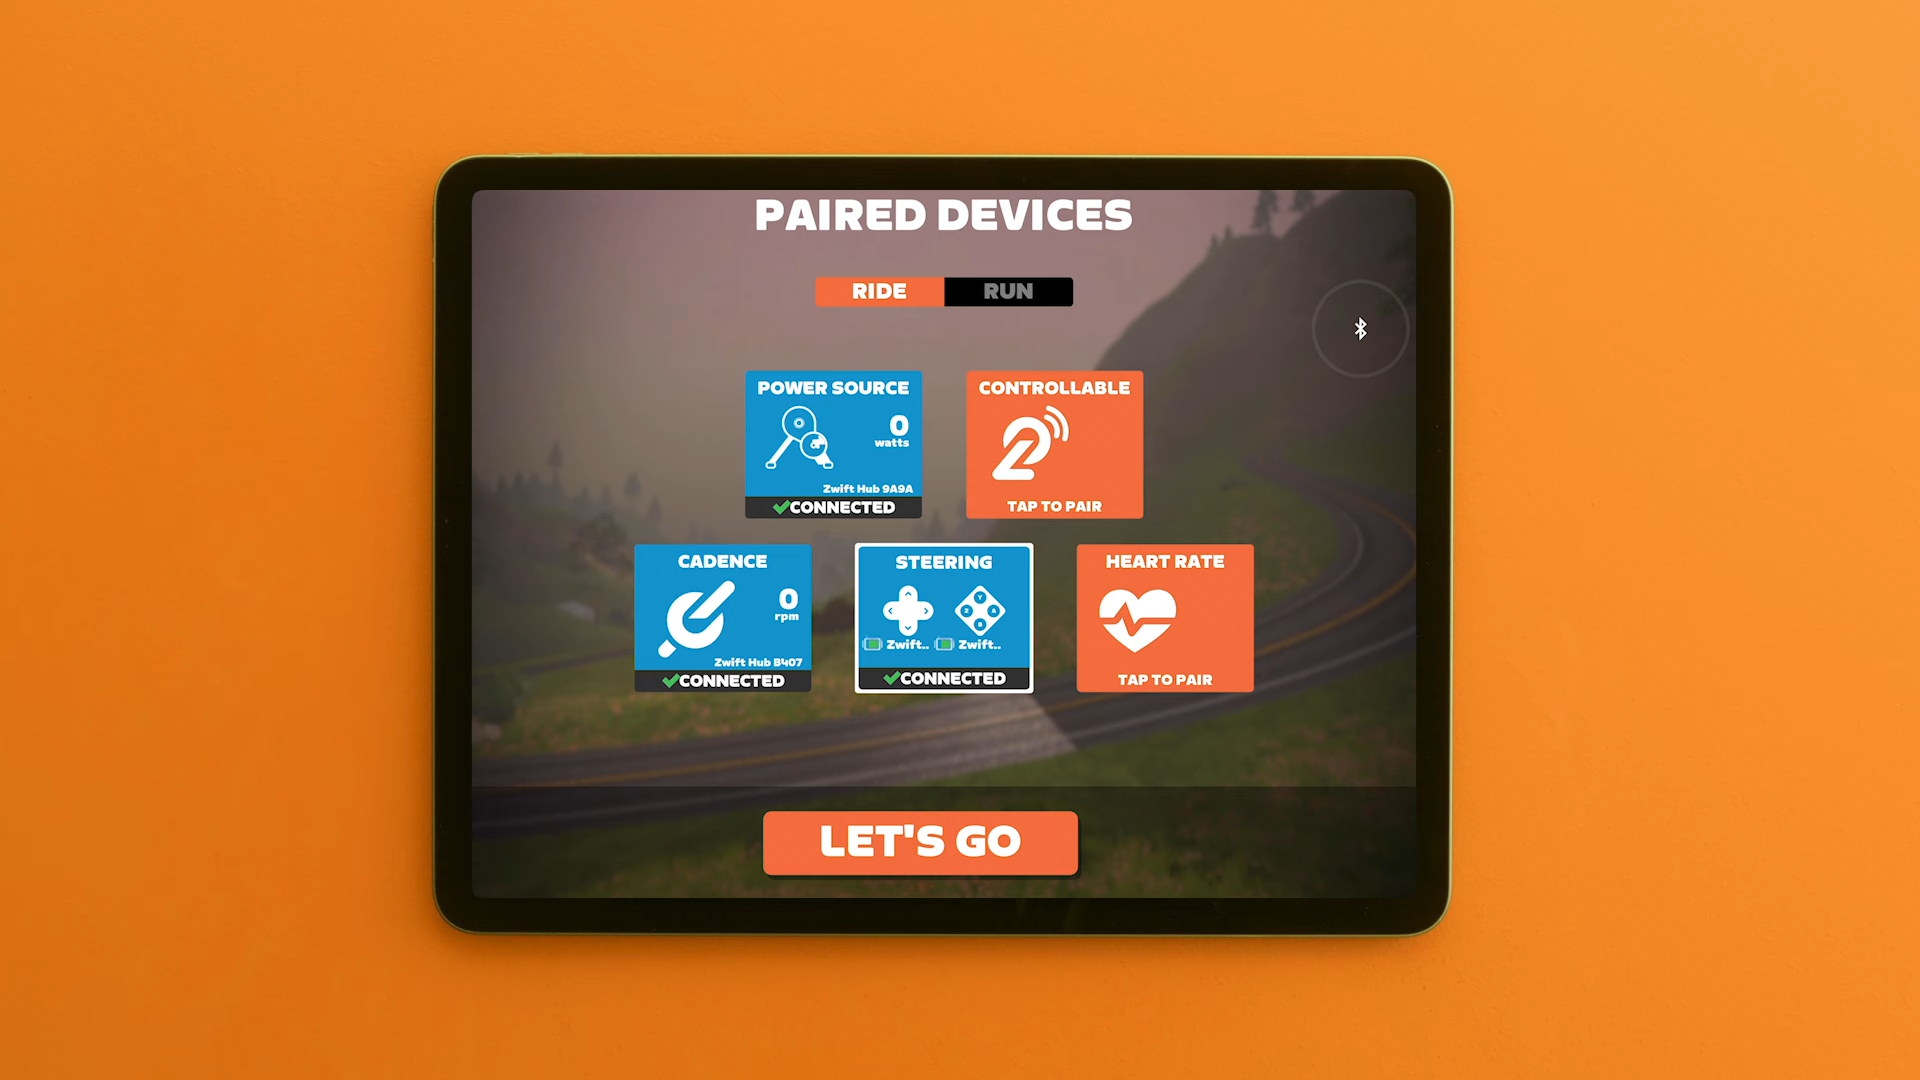 PAIRED DEVICES
RIDE RUN
POWER SOURCE
0
watts
Zwift Hub 9A9A
CONNECTED
CONTROLLABLE
TAP TO PAIR
CADENCE
0
rpm
Zwift Hub B407
CONNECTED
STEERING
Y
Z A
B
Zwift.. Zwift..
CONNECTED
HEART RATE
TAP TO PAIR
LET'S GO